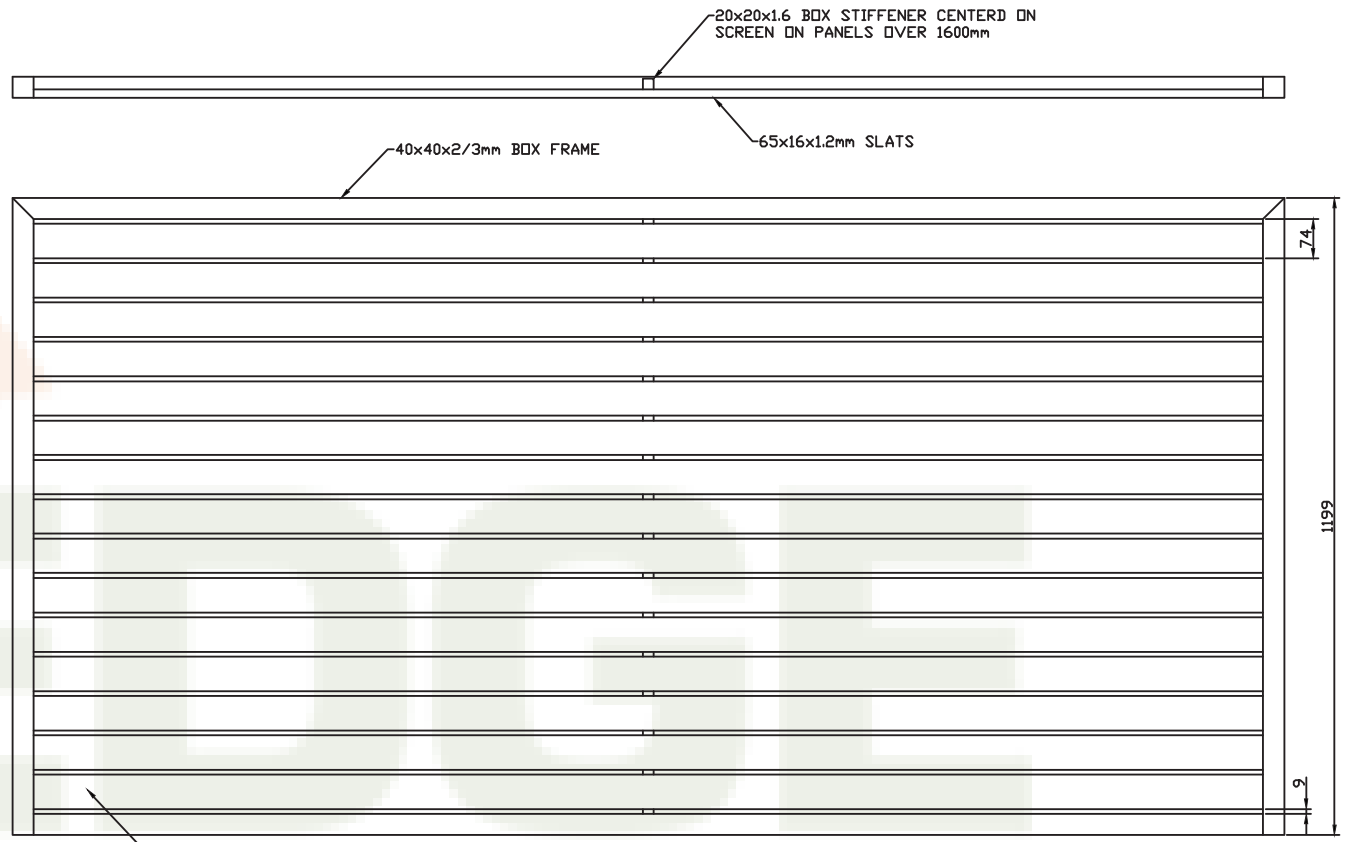 20x20x1.6 BOX STIFFENER CENTERD ON
SCREEN ON PANELS OVER 1600mm
65x16x1.2mm SLATS
40x40x2/3mm BOX FRAME
74
1199
9
EDGE